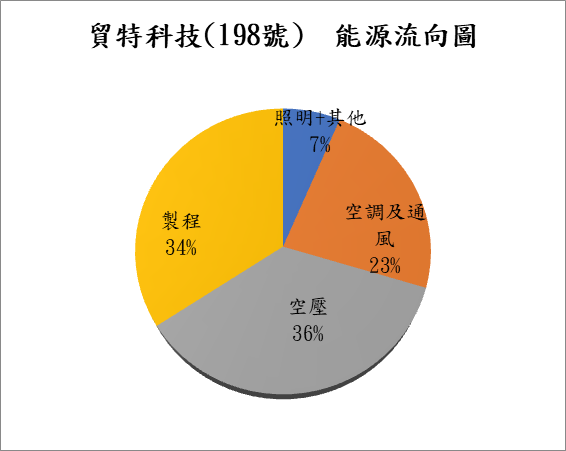 貿特科技(198號) 能源流向圖
照明+其他
7%
空調及通
風
23%
製程
34%
空壓
36%